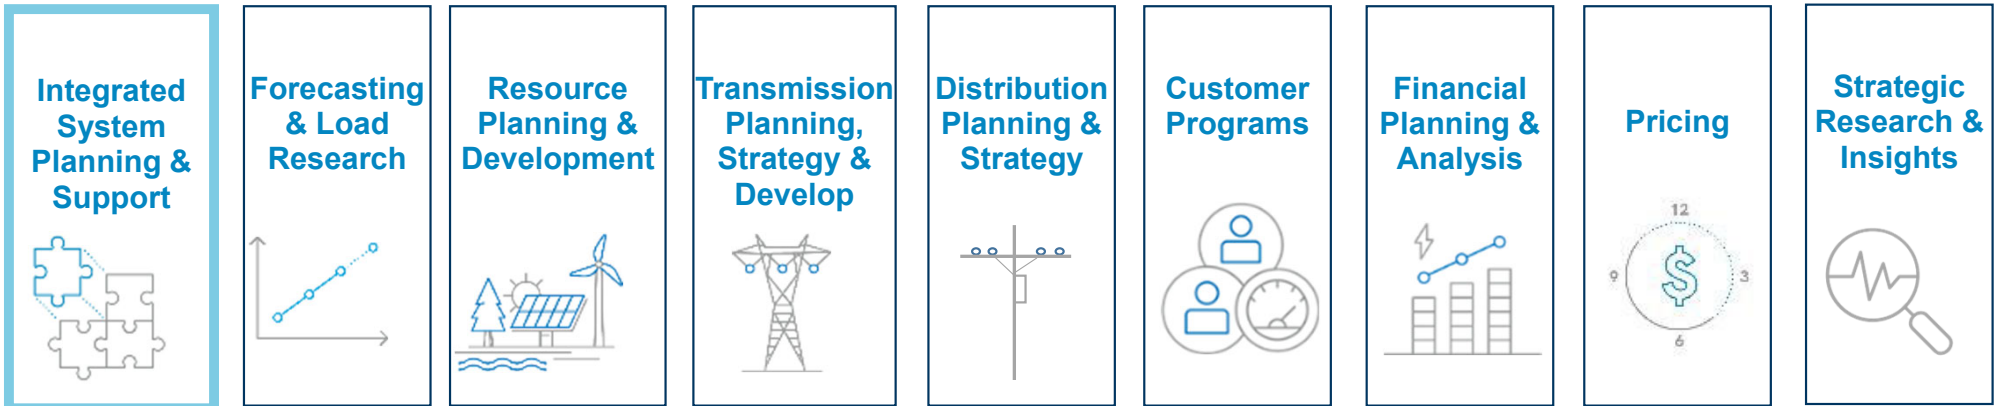 Integrated
System
Planning &
Support
Forecasting
& Load
Research
Resource
Planning &
Development
Transmission
Planning,
Strategy &
Develop
Distribution
Planning &
Strategy
Customer
Programs
Financial
Planning &
Analysis
Pricing
12
9
$
3
6
Strategic
Research &
Insights